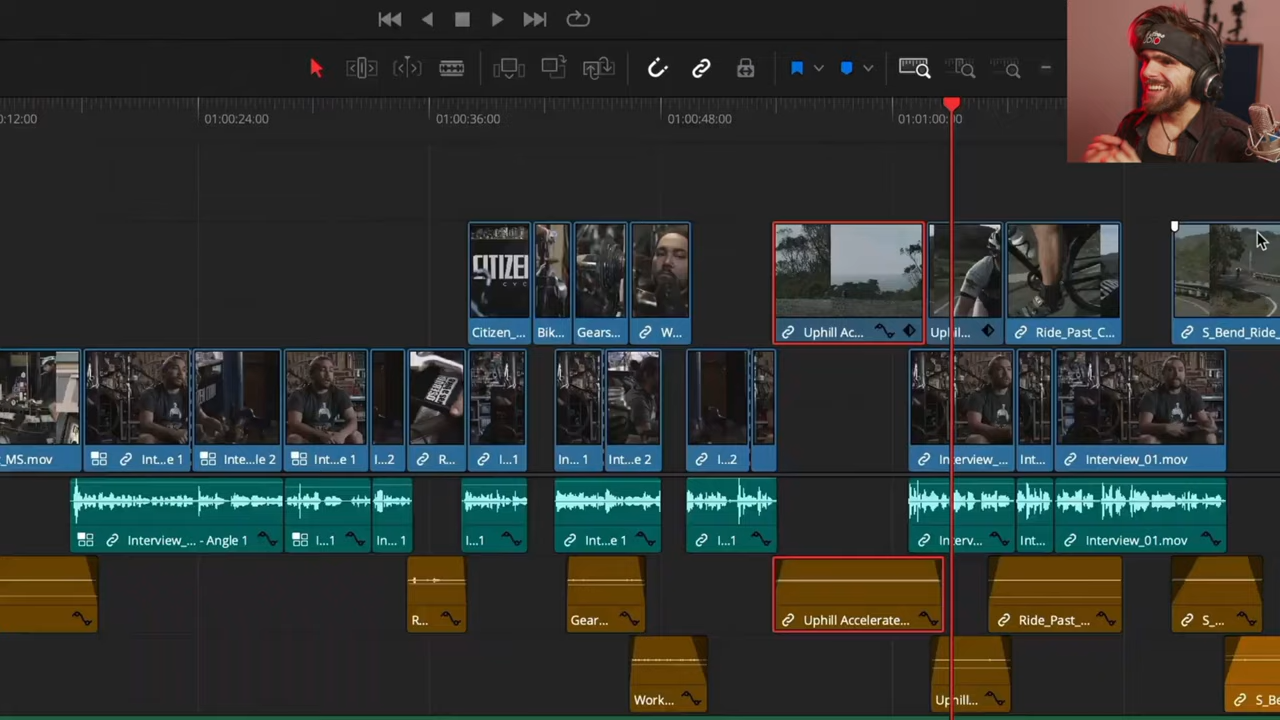 0:12:00
01:00:24:00
01:00:36:00
01:00:48:00
01:01:00:00
CITIZEN
Citizen_...
Bik...
Gears...
W...
Uphill Ac...
Uphil...
Ride_Past_C...
S_Bend_Ride
_MS.mov
Int...e 1
Inte...le 2
Int...e 1
I...2
R...
I...1
In... 1
Int...e 2
I...2
Interview_...
Int...
Interview_01.mov
Interview_... - Angle 1
I...1
In... 1
I...1
Int...e 1
I...1
Interv...
Int...
Interview_01.mov
R...
Gear...
Uphill Accelerate...
Ride_Past_...
S_...
Work...
Uphill...
S_Be